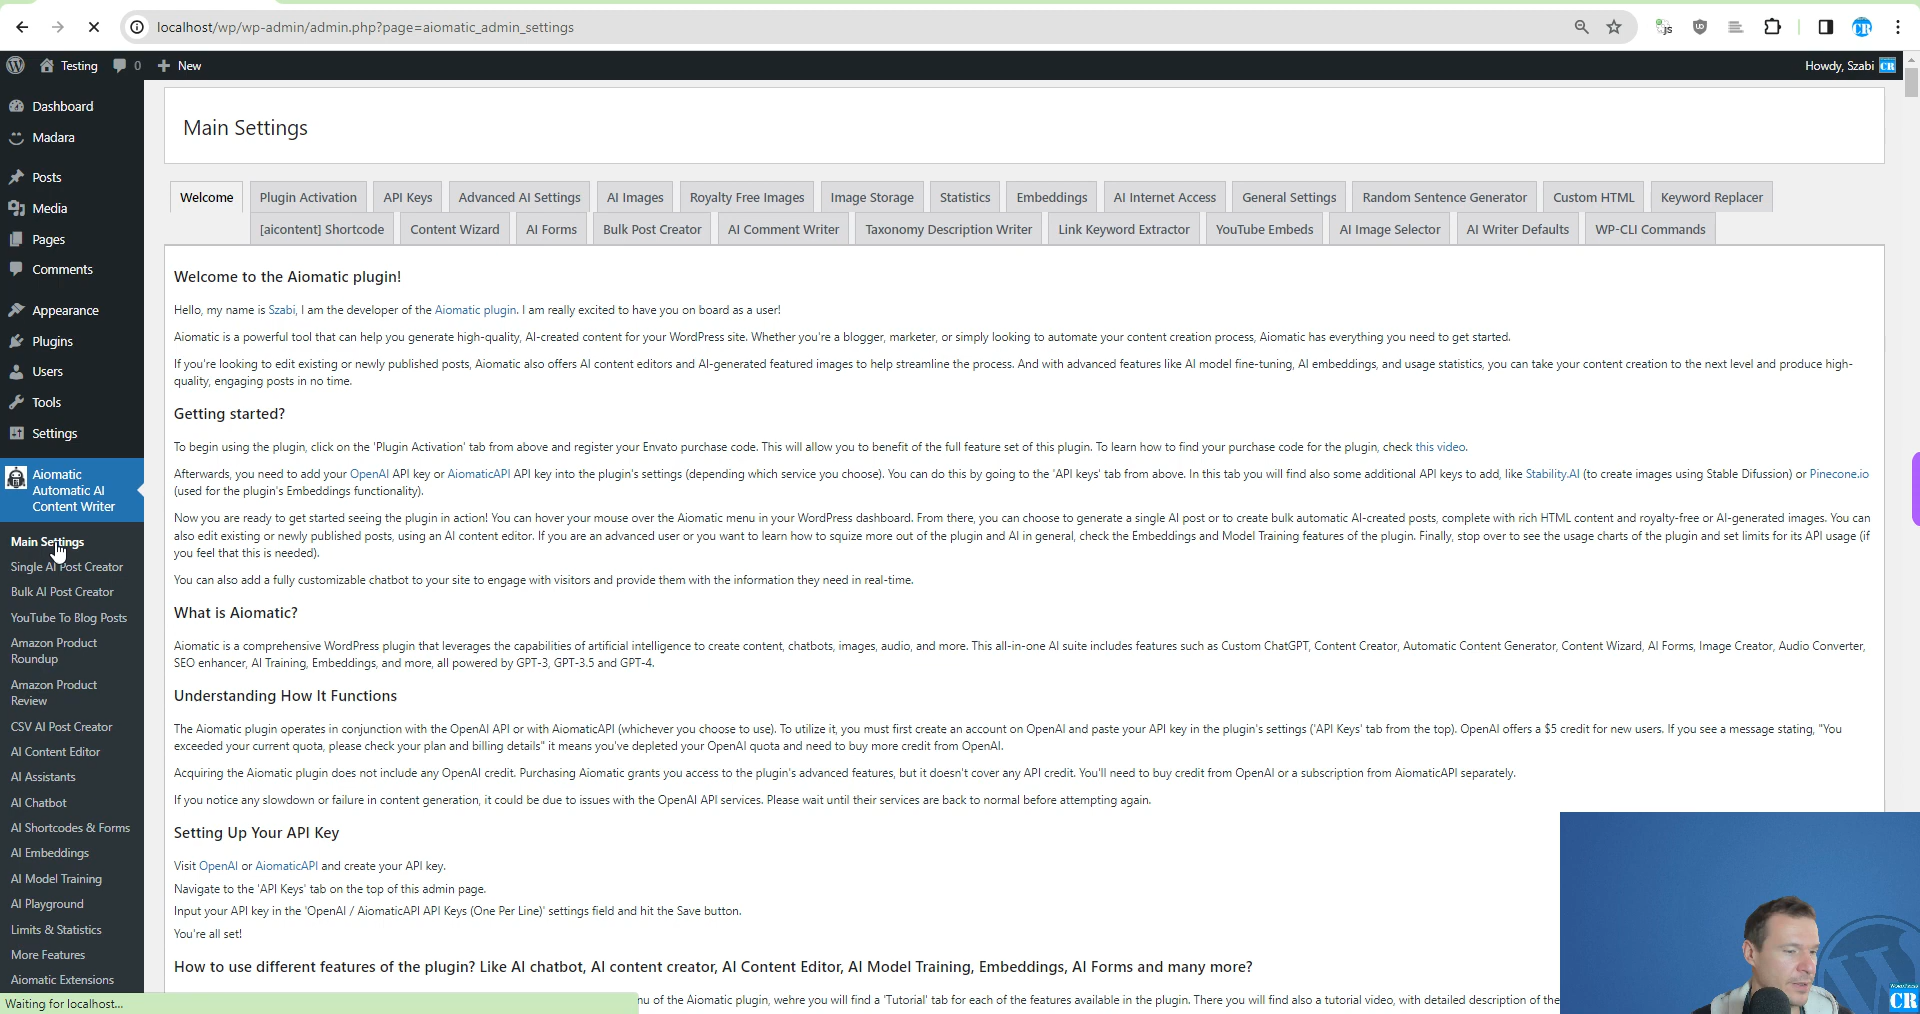 localhost/wp/wp-admin/admin.php?page=aiomatic_admin_settings
Testing
0
New
Howdy, Szabi
CR
Dashboard
Madara
Posts
Media
Pages
Comments
Appearance
Plugins
Users
Tools
Settings
Aiomatic
Automatic AI
Content Writer
Main Settings
Single AI Post Creator
Bulk AI Post Creator
YouTube To Blog Posts
Amazon Product
Roundup
Amazon Product
Review
CSV AI Post Creator
AI Content Editor
AI Assistants
AI Chatbot
AI Shortcodes & Forms
AI Embeddings
AI Model Training
AI Playground
Limits & Statistics
More Features
Aiomatic Extensions
Waiting for localhost...
Main Settings
Welcome Plugin Activation API Keys Advanced AI Settings AI Images Royalty Free Images Image Storage Statistics Embeddings AI Internet Access General Settings Random Sentence Generator Custom HTML Keyword Replacer
[aicontent] Shortcode Content Wizard AI Forms Bulk Post Creator AI Comment Writer Taxonomy Description Writer Link Keyword Extractor YouTube Embeds AI Image Selector AI Writer Defaults WP-CLI Commands
Welcome to the Aiomatic plugin!
Hello, my name is Szabi, I am the developer of the Aiomatic plugin. I am really excited to have you on board as a user!
Aiomatic is a powerful tool that can help you generate high-quality, AI-created content for your WordPress site. Whether you're a blogger, marketer, or simply looking to automate your content creation process, Aiomatic has everything you need to get started.
If you're looking to edit existing or newly published posts, Aiomatic also offers AI content editors and AI-generated featured images to help streamline the process. And with advanced features like AI model fine-tuning, AI embeddings, and usage statistics, you can take your content creation to the next level and produce high-
quality, engaging posts in no time.
Getting started?
To begin using the plugin, click on the 'Plugin Activation' tab from above and register your Envato purchase code. This will allow you to benefit of the full feature set of this plugin. To learn how to find your purchase code for the plugin, check this video.
Afterwards, you need to add your OpenAI API key or AiomaticAPI API key into the plugin's settings (depending which service you choose). You can do this by going to the 'API keys' tab from above. In this tab you will find also some additional API keys to add, like Stability.AI (to create images using Stable Difussion) or Pinecone.io
(used for the plugin's Embeddings functionality).
Now you are ready to get started seeing the plugin in action! You can hover your mouse over the Aiomatic menu in your WordPress dashboard. From there, you can choose to generate a single AI post or to create bulk automatic AI-created posts, complete with rich HTML content and royalty-free or AI-generated images. You can
also edit existing or newly published posts, using an AI content editor. If you are an advanced user or you want to learn how to squize more out of the plugin and AI in general, check the Embeddings and Model Training features of the plugin. Finally, stop over to see the usage charts of the plugin and set limits for its API usage (if
you feel that this is needed).
You can also add a fully customizable chatbot to your site to engage with visitors and provide them with the information they need in real-time.
What is Aiomatic?
Aiomatic is a comprehensive WordPress plugin that leverages the capabilities of artificial intelligence to create content, chatbots, images, audio, and more. This all-in-one AI suite includes features such as Custom ChatGPT, Content Creator, Automatic Content Generator, Content Wizard, AI Forms, Image Creator, Audio Converter,
SEO enhancer, AI Training, Embeddings, and more, all powered by GPT-3, GPT-3.5 and GPT-4.
Understanding How It Functions
The Aiomatic plugin operates in conjunction with the OpenAI API or with AiomaticAPI (whichever you choose to use). To utilize it, you must first create an account on OpenAI and paste your API key in the plugin's settings ('API Keys' tab from the top). OpenAI offers a $5 credit for new users. If you see a message stating, "You
exceeded your current quota, please check your plan and billing details" it means you've depleted your OpenAI quota and need to buy more credit from OpenAI.
Acquiring the Aiomatic plugin does not include any OpenAI credit. Purchasing Aiomatic grants you access to the plugin's advanced features, but it doesn't cover any API credit. You'll need to buy credit from OpenAI or a subscription from AiomaticAPI separately.
If you notice any slowdown or failure in content generation, it could be due to issues with the OpenAI API services. Please wait until their services are back to normal before attempting again.
Setting Up Your API Key
Visit OpenAI or AiomaticAPI and create your API key.
Navigate to the 'API Keys' tab on the top of this admin page.
Input your API key in the 'OpenAI / AiomaticAPI API Keys (One Per Line)' settings field and hit the Save button.
You're all set!
How to use different features of the plugin? Like AI chatbot, AI content creator, AI Content Editor, AI Model Training, Embeddings, AI Forms and many more?
nu of the Aiomatic plugin, wehre you will find a 'Tutorial' tab for each of the features available in the plugin. There you will find also a tutorial video, with detailed description of the
CR